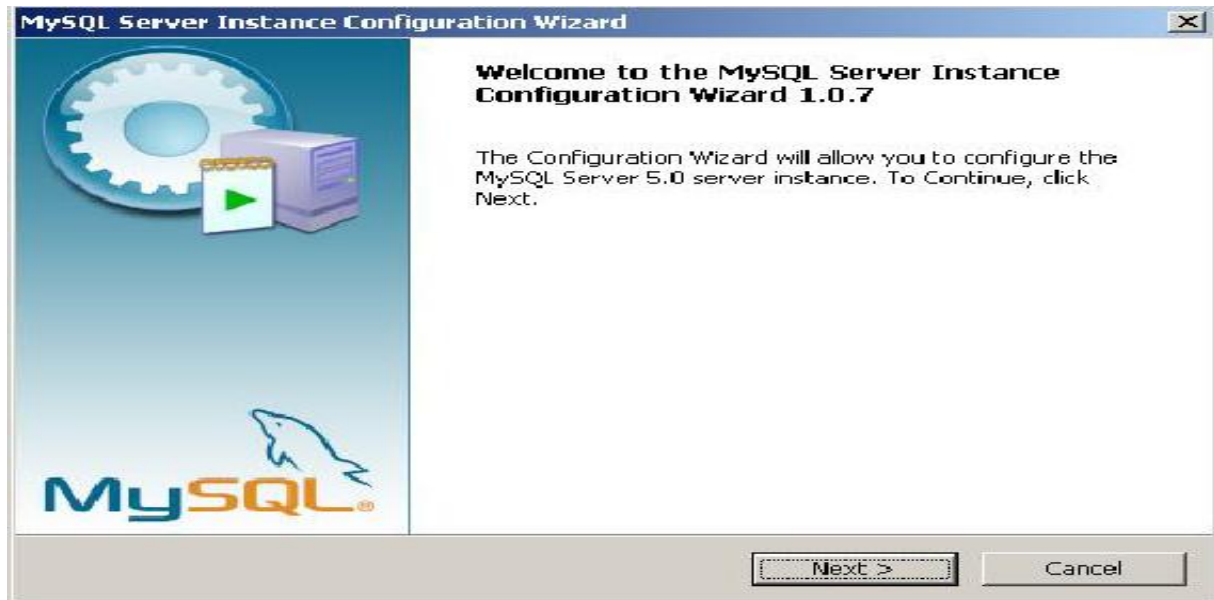 MySQL Server Instance Configuration Wizard
Welcome to the MySQL Server Instance
Configuration Wizard 1.0.7
The Configuration Wizard will allow you to configure the
MySQL Server 5.0 server instance. To Continue, click
Next.
MySQL®
Next >
Cancel